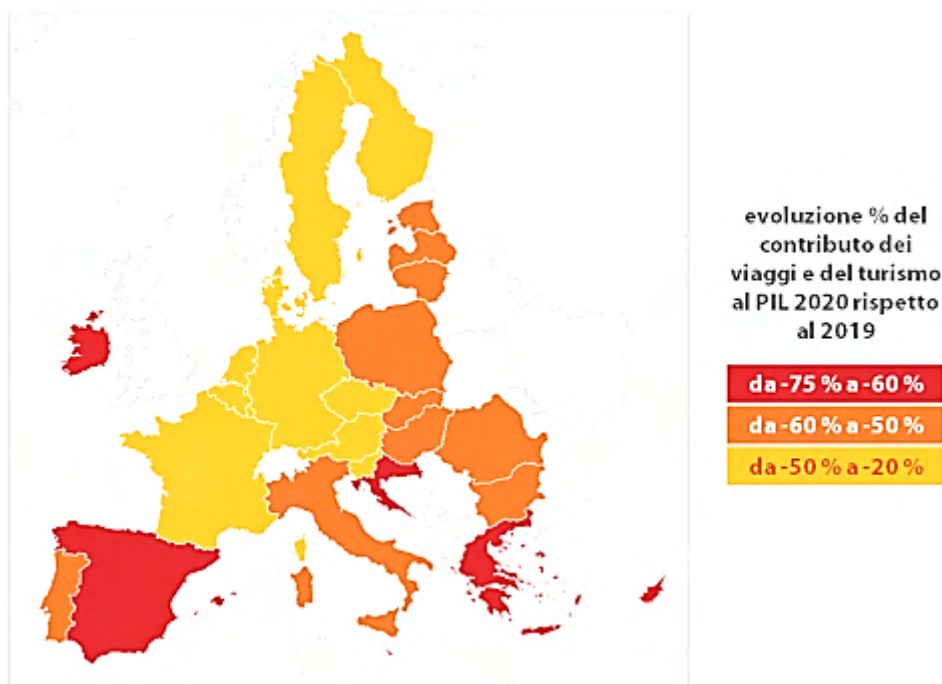 evoluzione % del
contributo dei
viaggi e del turismo
al PIL 2020 rispetto
al 2019
da -75 % a -60 %
da -60 % a -50 %
da -50 % a -20 %